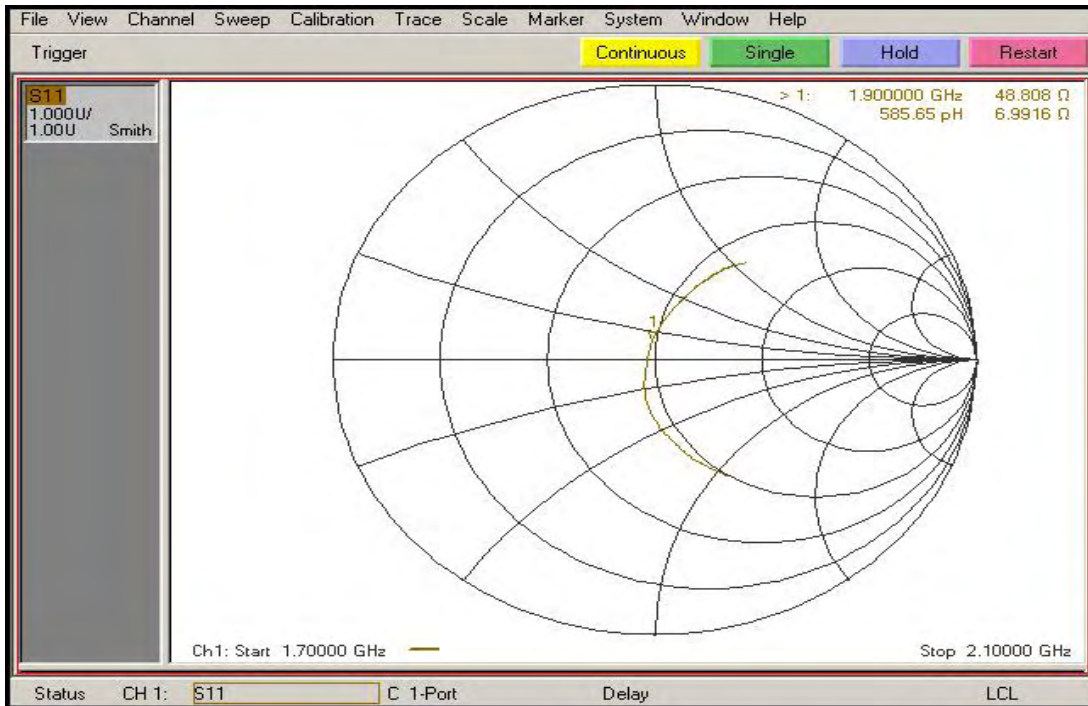 File View Channel Sweep Calibration Trace Scale Marker System Window Help
Trigger Continuous Single Hold Restart
S11
1.000U/
1.00U Smith
> 1: 1.900000 GHz 48.808 Ω
585.65 pH 6.9916 Ω
1
Ch1: Start 1.70000 GHz Stop 2.10000 GHz
Status CH 1: S11 C 1-Port Delay LCL